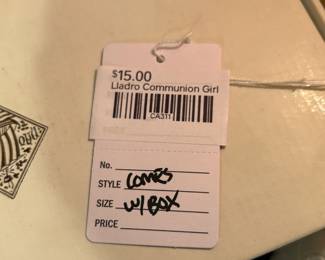 $15.00
Lladro Communion Girl
CA311
No.
STYLE comes
SIZE w/BOX
PRICE